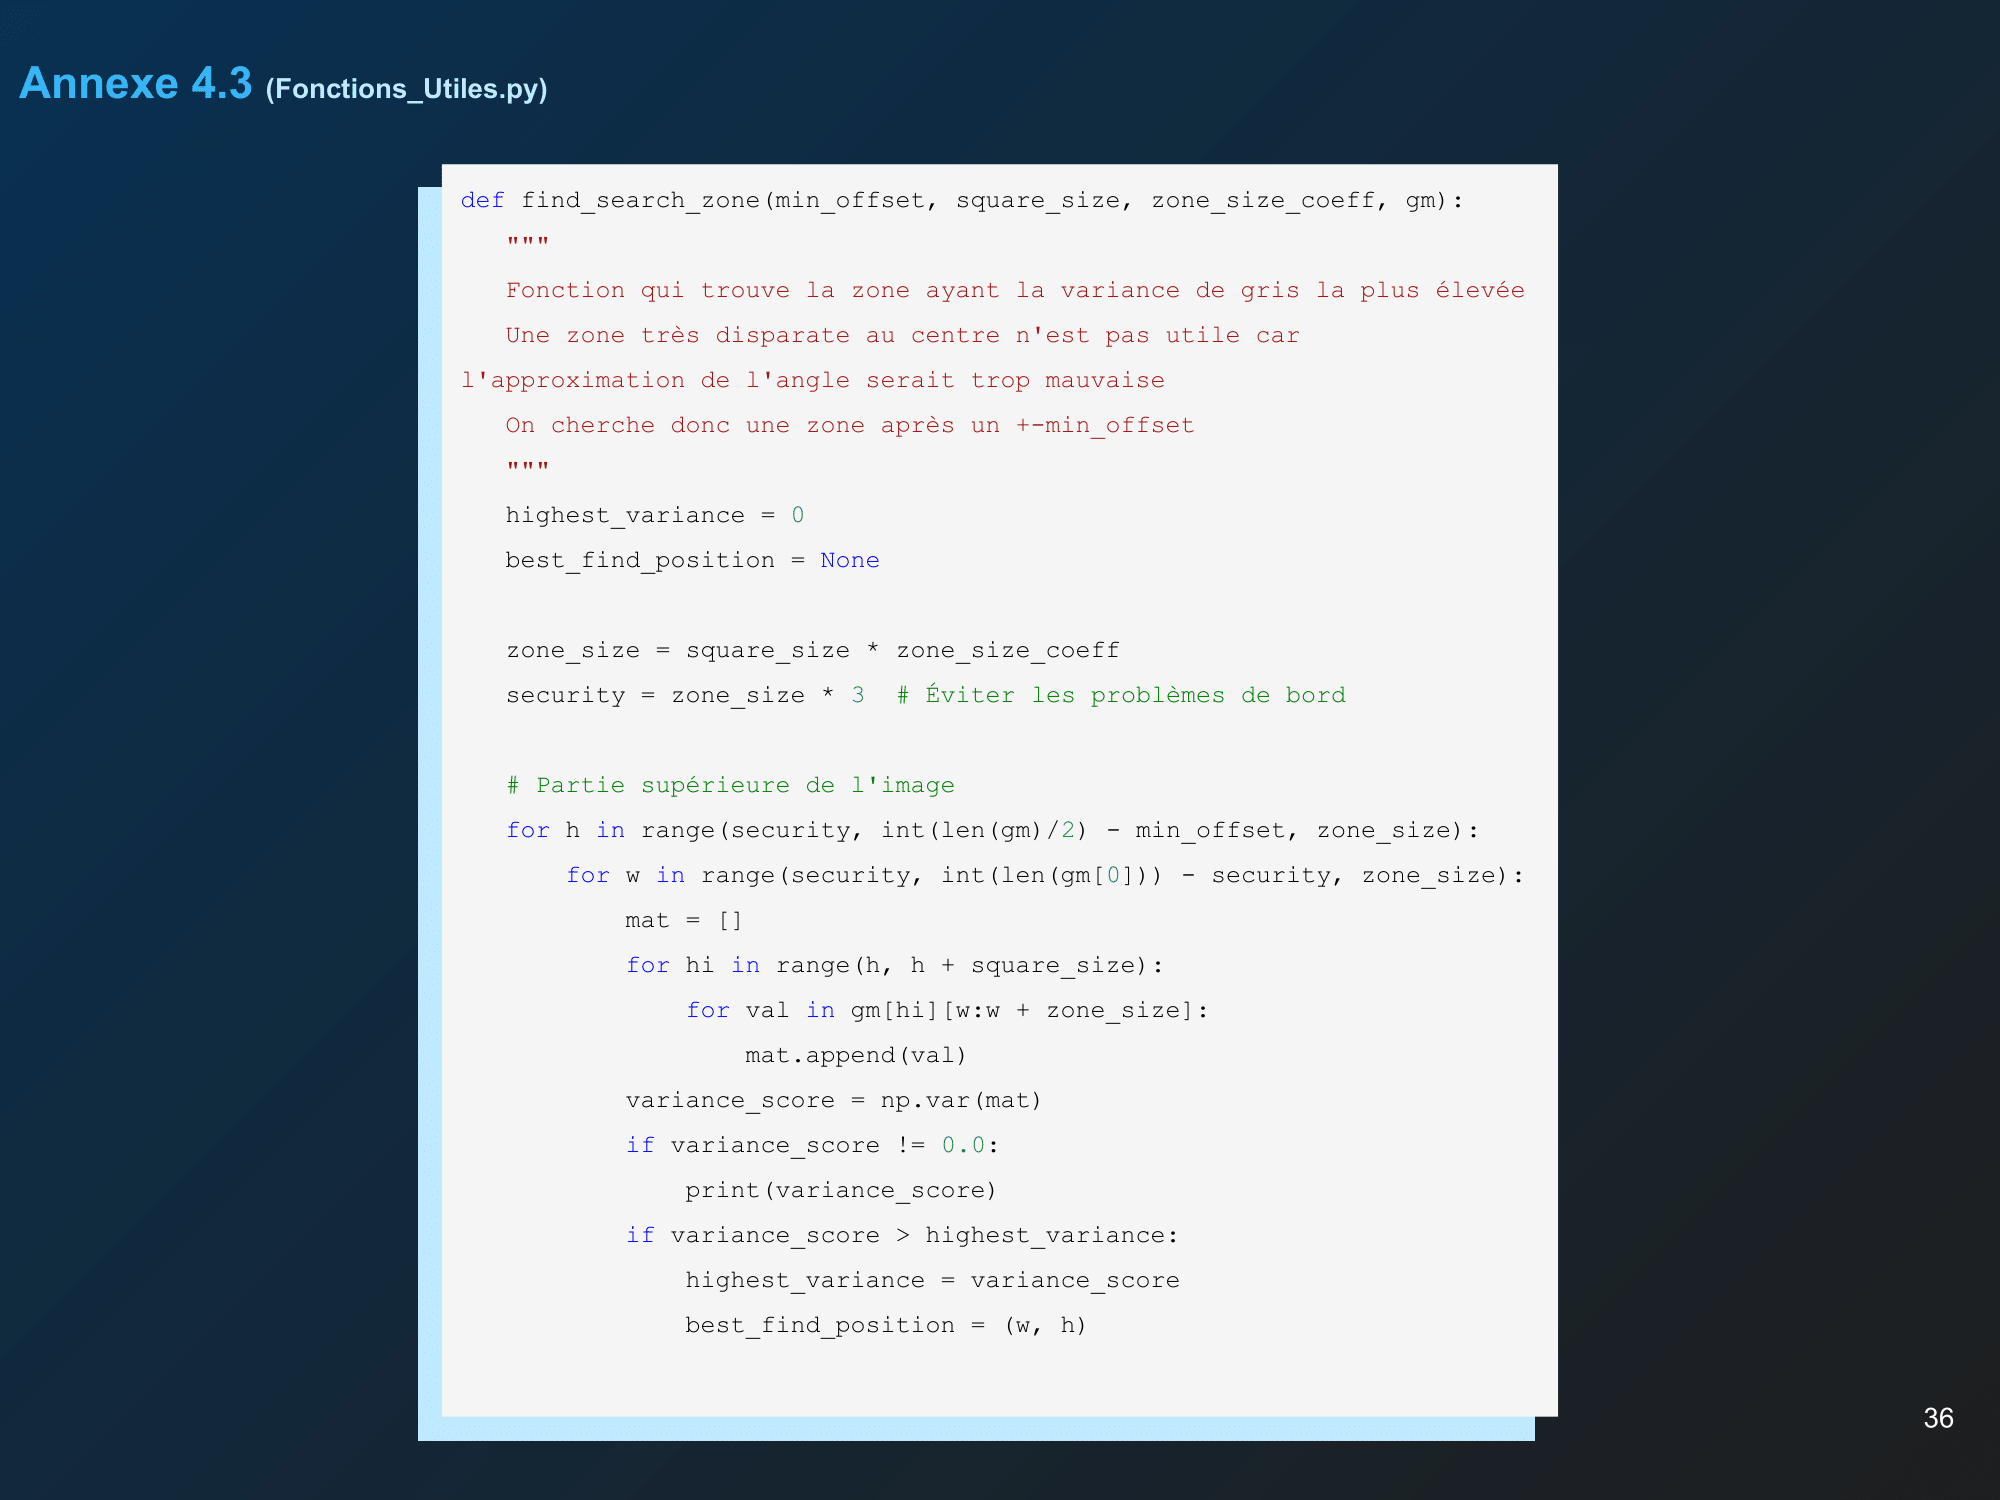 Annexe 4.3 (Fonctions_Utiles.py)
def find_search_zone(min_offset, square_size, zone_size_coeff, gm):
   """
   Fonction qui trouve la zone ayant la variance de gris la plus élevée
   Une zone très disparate au centre n'est pas utile car
l'approximation de l'angle serait trop mauvaise
   On cherche donc une zone après un +-min_offset
   """
   highest_variance = 0
   best_find_position = None

   zone_size = square_size * zone_size_coeff
   security = zone_size * 3  # Éviter les problèmes de bord

   # Partie supérieure de l'image
   for h in range(security, int(len(gm)/2) - min_offset, zone_size):
       for w in range(security, int(len(gm[0])) - security, zone_size):
           mat = []
           for hi in range(h, h + square_size):
               for val in gm[hi][w:w + zone_size]:
                   mat.append(val)
           variance_score = np.var(mat)
           if variance_score != 0.0:
               print(variance_score)
           if variance_score > highest_variance:
               highest_variance = variance_score
               best_find_position = (w, h)
36